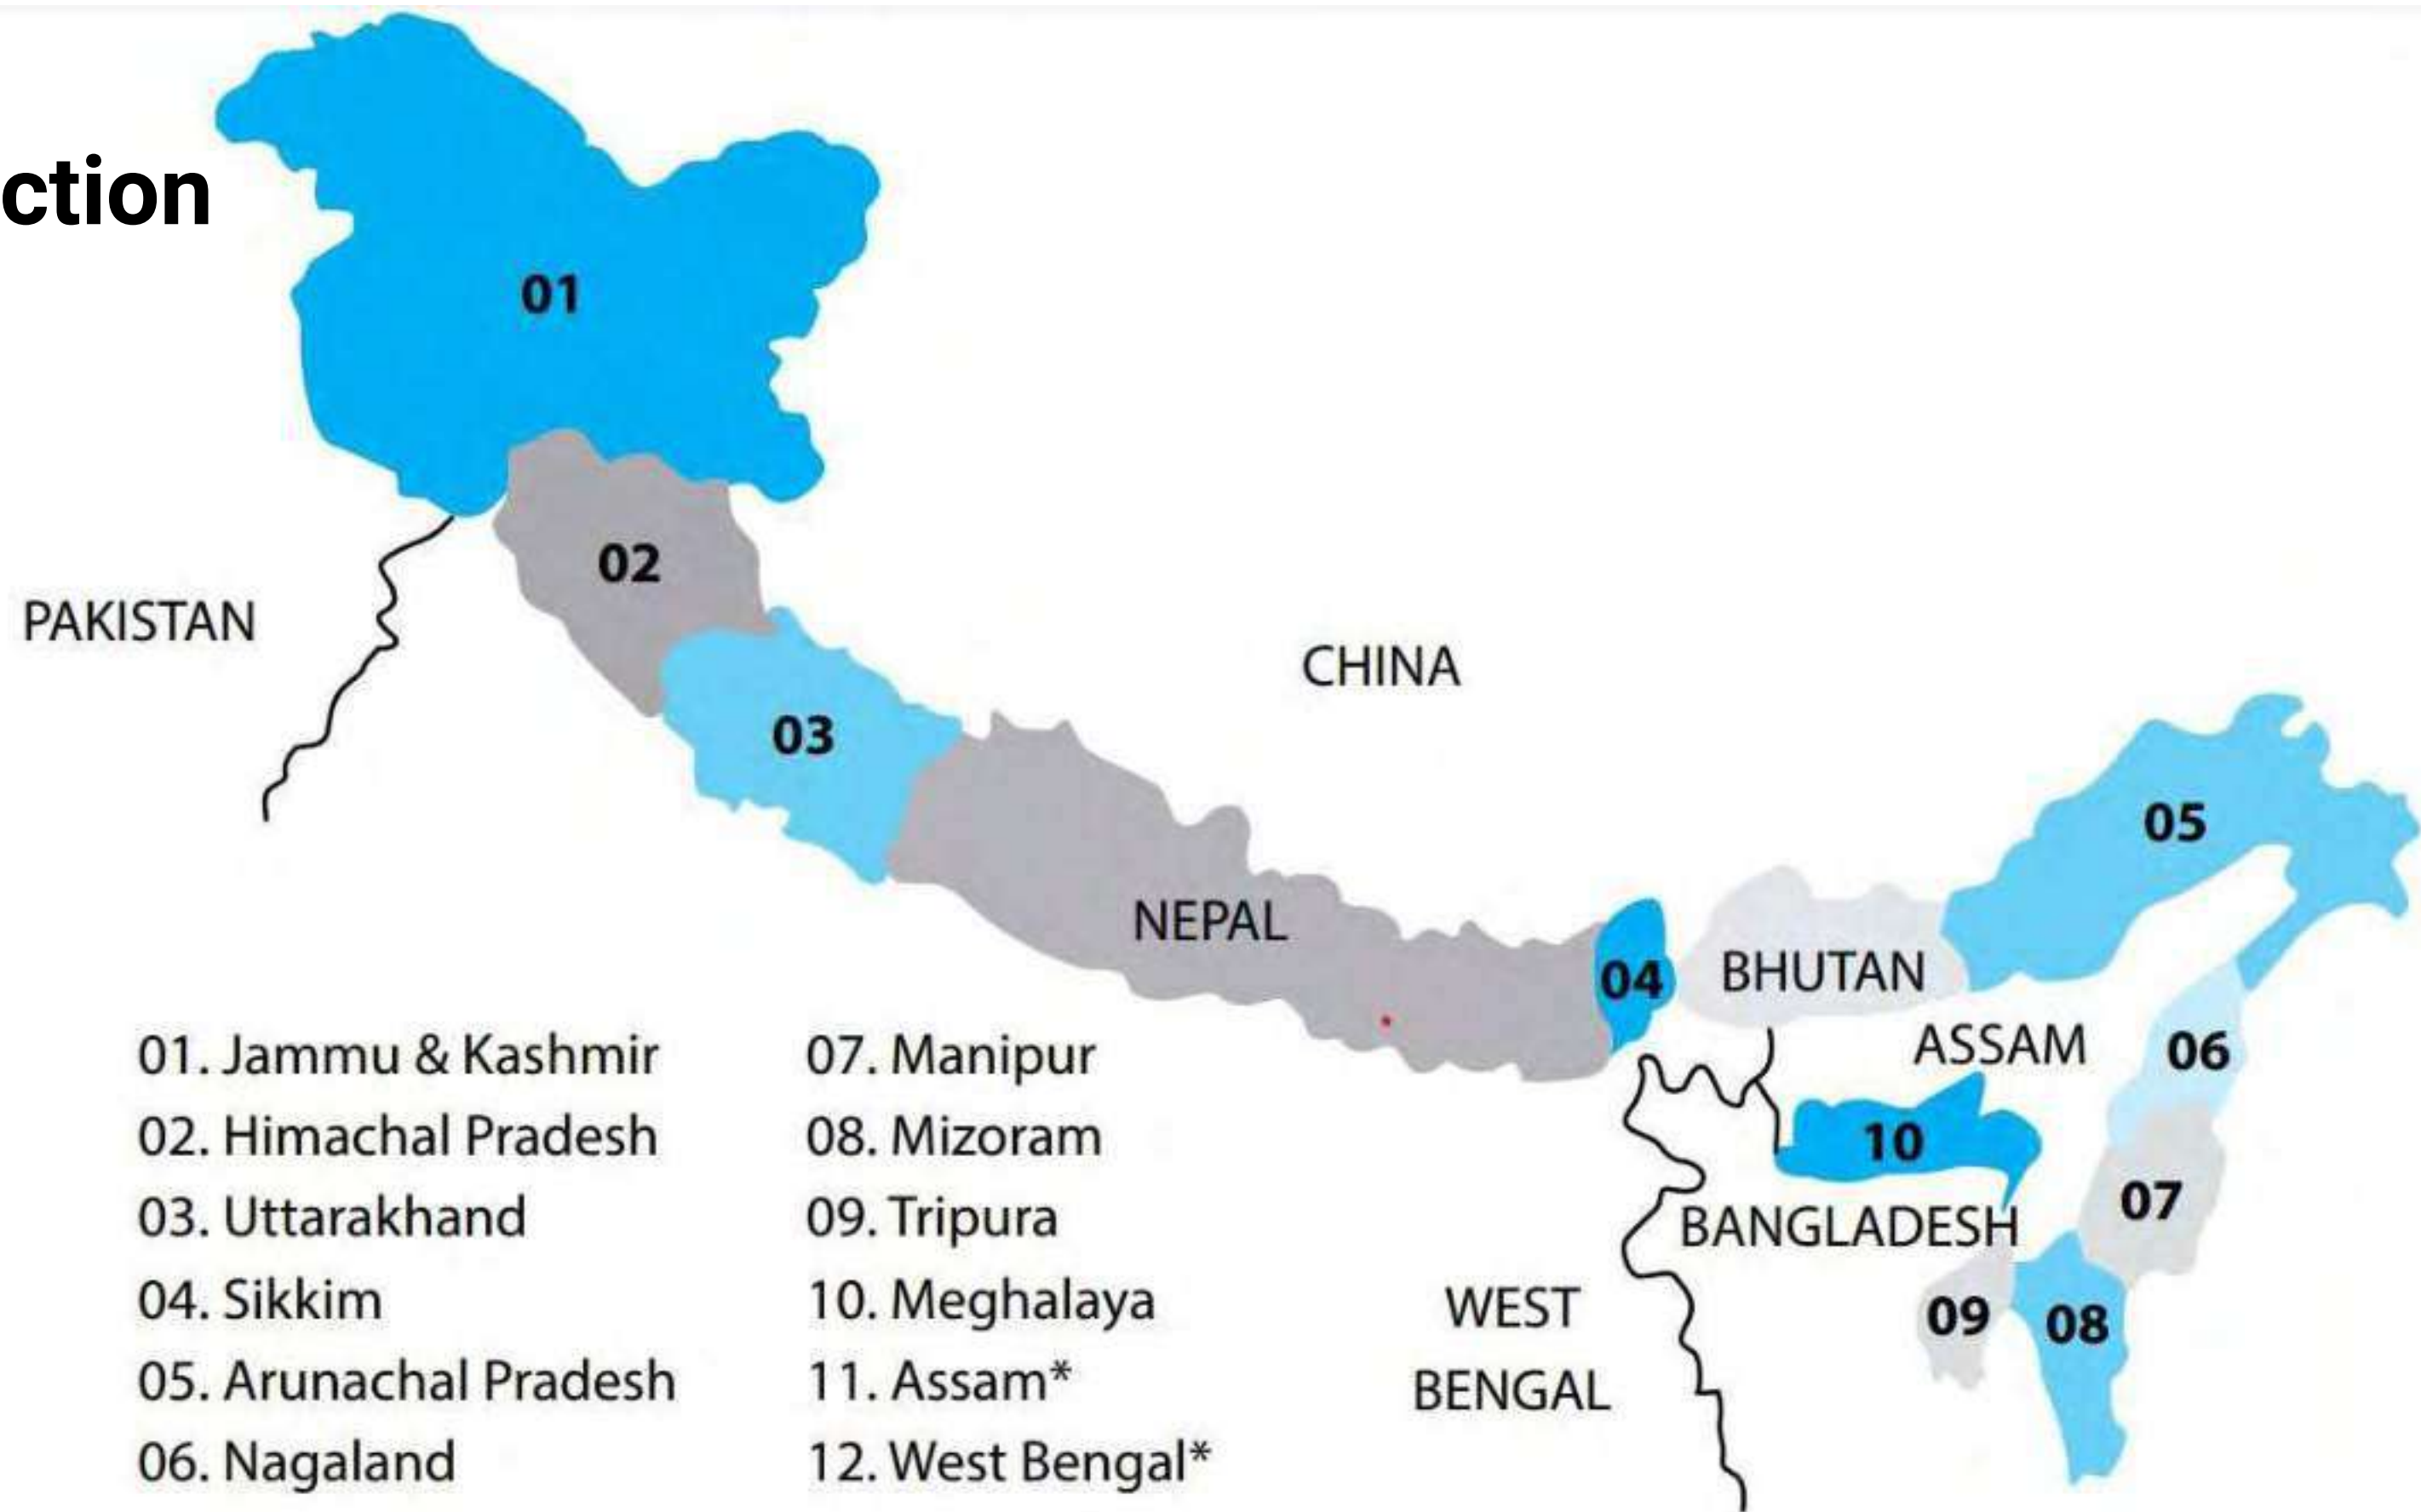 ction
01
02
PAKISTAN
CHINA
03
05
NEPAL
04
BHUTAN
ASSAM
06
10
07
BANGLADESH
WEST
BENGAL
09
08
01. Jammu & Kashmir
02. Himachal Pradesh
03. Uttarakhand
04. Sikkim
05. Arunachal Pradesh
06. Nagaland
07. Manipur
08. Mizoram
09. Tripura
10. Meghalaya
11. Assam*
12. West Bengal*